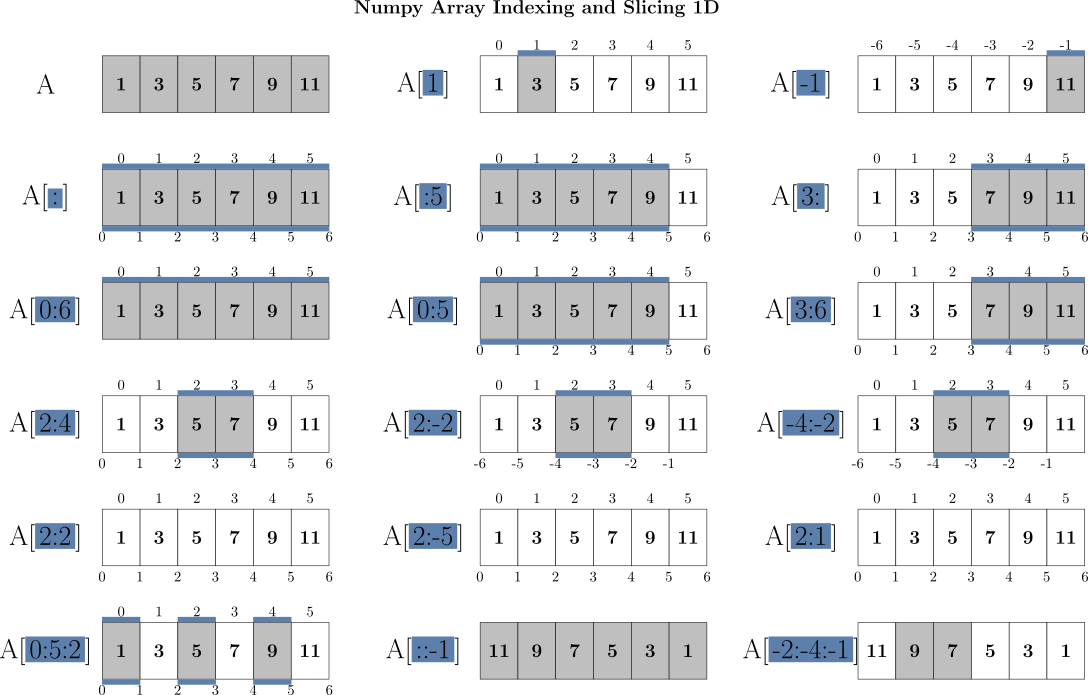 Numpy Array Indexing and Slicing 1D
0 1 2 3 4 5 -6 -5 -4 -3 -2 -1
A 1 3 5 7 9 11 A[1] 1 3 5 7 9 11 A[-1] 1 3 5 7 9 11
0 1 2 3 4 5 0 1 2 3 4 5 0 1 2 3 4 5
A[:] 1 3 5 7 9 11 A[:5] 1 3 5 7 9 11 A[3:] 1 3 5 7 9 11
0 1 2 3 4 5 6 0 1 2 3 4 5 6 0 1 2 3 4 5 6
0 1 2 3 4 5 0 1 2 3 4 5 0 1 2 3 4 5
A[0:6] 1 3 5 7 9 11 A[0:5] 1 3 5 7 9 11 A[3:6] 1 3 5 7 9 11
0 1 2 3 4 5 6 0 1 2 3 4 5 6
0 1 2 3 4 5 0 1 2 3 4 5 0 1 2 3 4 5
A[2:4] 1 3 5 7 9 11 A[2:-2] 1 3 5 7 9 11 A[-4:-2] 1 3 5 7 9 11
0 1 2 3 4 5 6 -6 -5 -4 -3 -2 -1 -6 -5 -4 -3 -2 -1
0 1 2 3 4 5 0 1 2 3 4 5 0 1 2 3 4 5
A[2:2] 1 3 5 7 9 11 A[2:-5] 1 3 5 7 9 11 A[2:1] 1 3 5 7 9 11
0 1 2 3 4 5 6 0 1 2 3 4 5 6 0 1 2 3 4 5 6
0 1 2 3 4 5
A[0:5:2] 1 3 5 7 9 11 A[::-1] 11 9 7 5 3 1 A[-2:-4:-1] 11 9 7 5 3 1
0 1 2 3 4 5 6